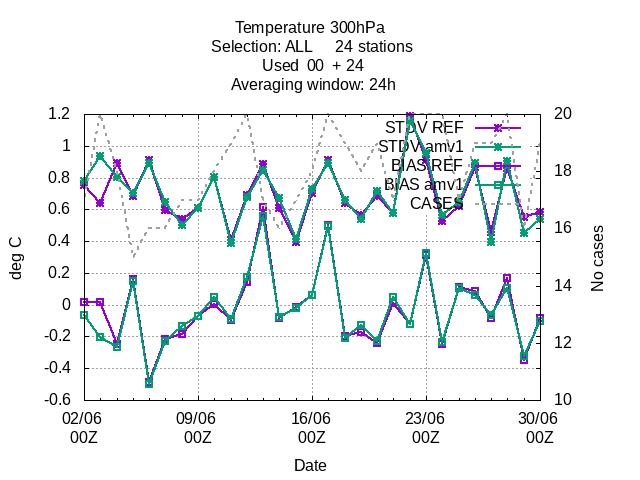 Temperature 300hPa
Selection: ALL 24 stations
Used 00 + 24
Averaging window: 24h
1.2
1
0.8
0.6
0.4
0.2
0
-0.2
-0.4
-0.6
deg C
20
18
16
14
12
10
No cases
STDV REF
STDV amv1
BIAS REF
BIAS amv1
CASES
02/06 09/06 16/06 23/06 30/06
00Z 00Z 00Z 00Z 00Z
Date